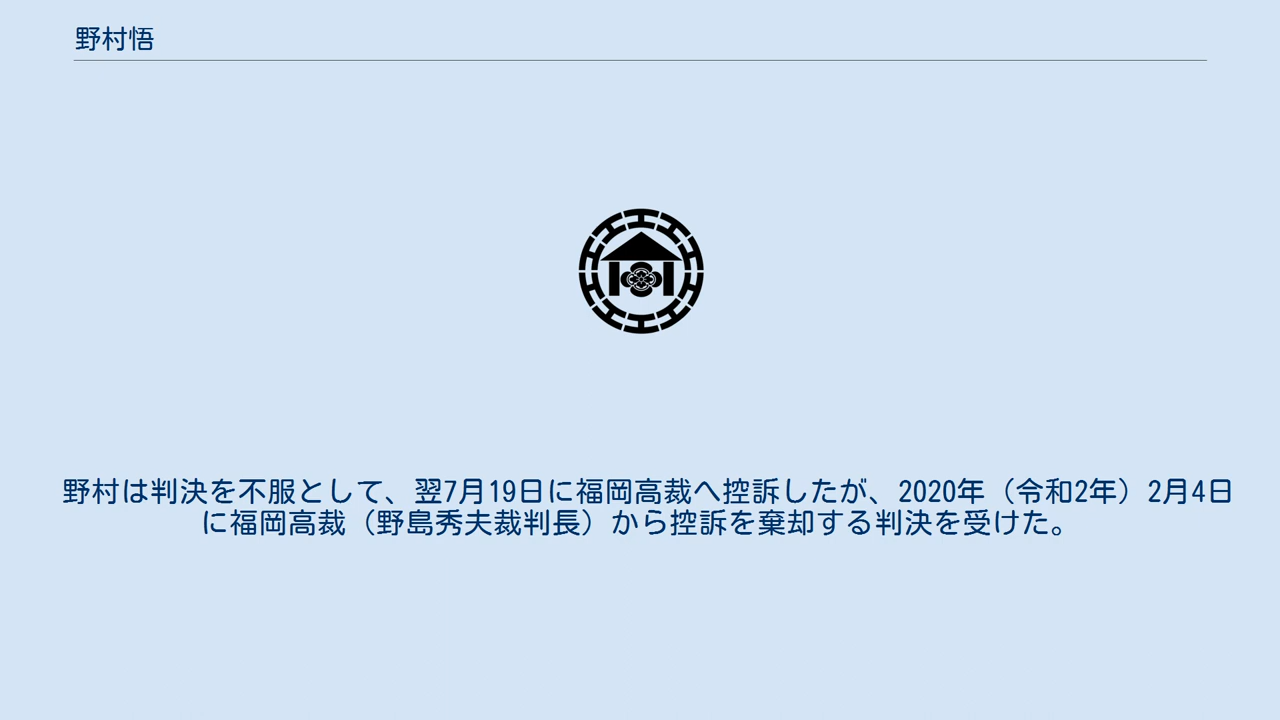 野村悟
野村は判決を不服として、翌7月19日に福岡高裁へ控訴したが、2020年（令和2年）2月4日
に福岡高裁（野島秀夫裁判長）から控訴を棄却する判決を受けた。